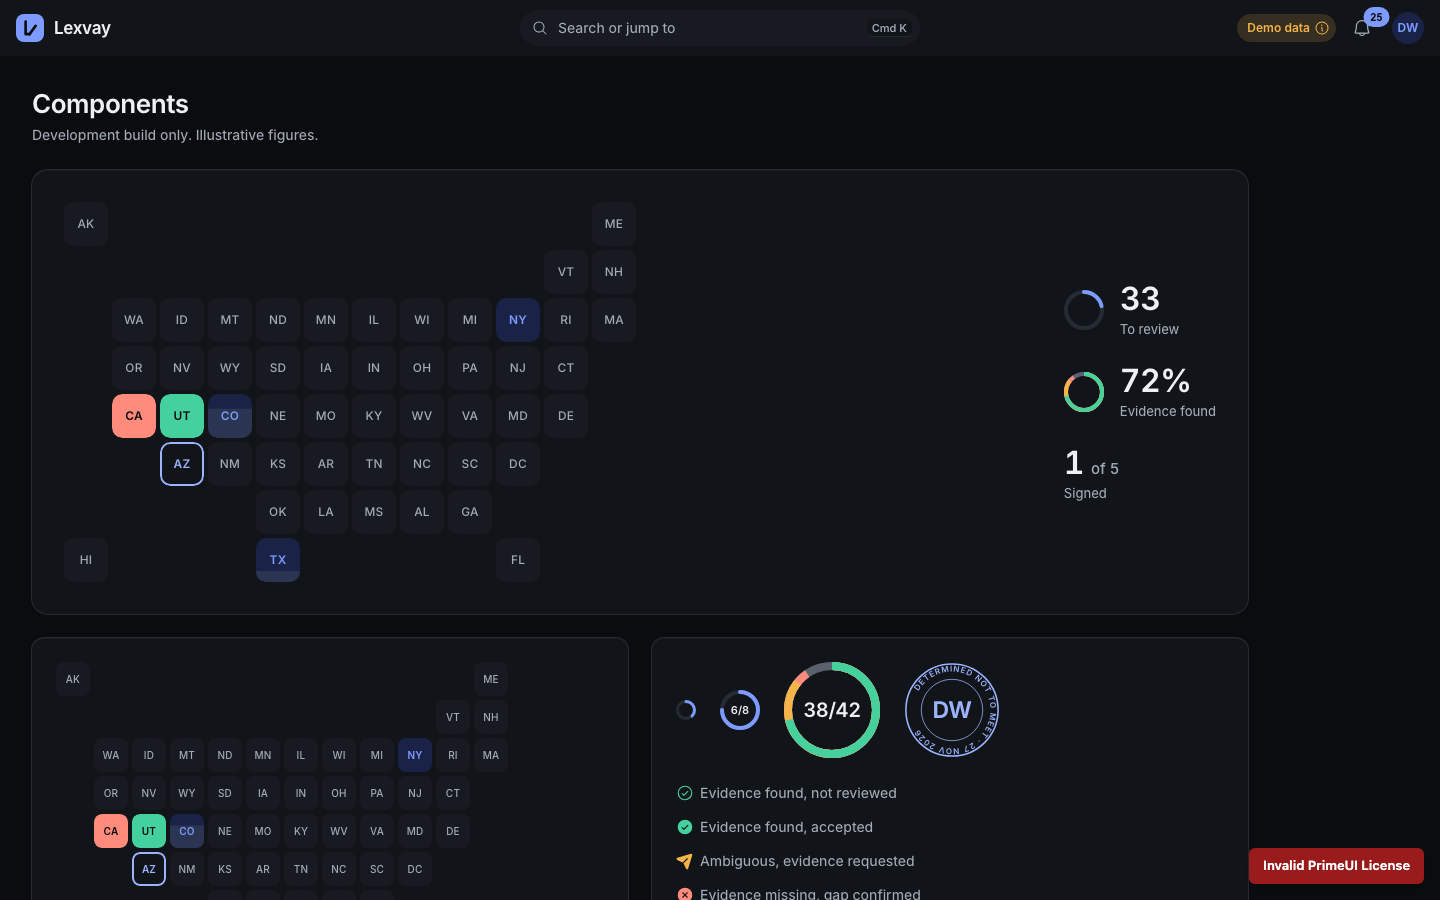 Lexvay
Search or jump to
Cmd K
Demo data
25
DW
Components
Development build only. Illustrative figures.
AK ME
VT NH
WA ID MT ND MN IL WI MI NY RI MA
OR NV WY SD IA IN OH PA NJ CT
CA UT CO NE MO KY WV VA MD DE
AZ NM KS AR TN NC SC DC
OK LA MS AL GA
HI TX FL
33
To review
72%
Evidence found
1 of 5
Signed
AK ME
VT NH
WA ID MT ND MN IL WI MI NY RI MA
OR NV WY SD IA IN OH PA NJ CT
CA UT CO NE MO KY WV VA MD DE
AZ NM KS AR TN NC SC DC
6/8
38/42
DETERMINED NOT TO MEET · 27 NOV 2026
DW
Evidence found, not reviewed
Evidence found, accepted
Ambiguous, evidence requested
Evidence missing, gap confirmed
Invalid PrimeUI License